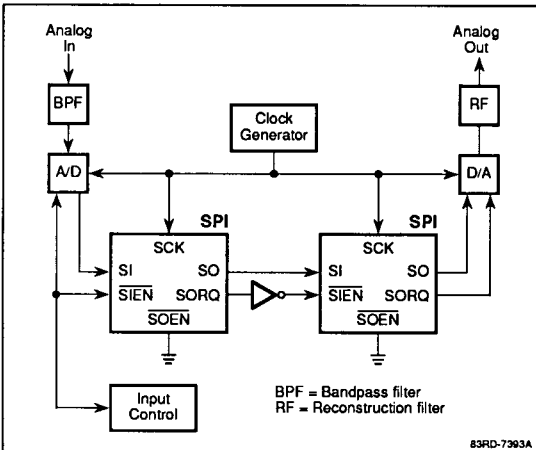 Analog
In
Analog
Out
BPF
RF
Clock
Generator
A/D
D/A
SPI
SPI
SCK
SCK
SI
SO
SI
SO
SIEN
SORQ
SIEN
SORQ
SOEN
SOEN
Input
Control
BPF = Bandpass filter
RF = Reconstruction filter
83RD-7393A